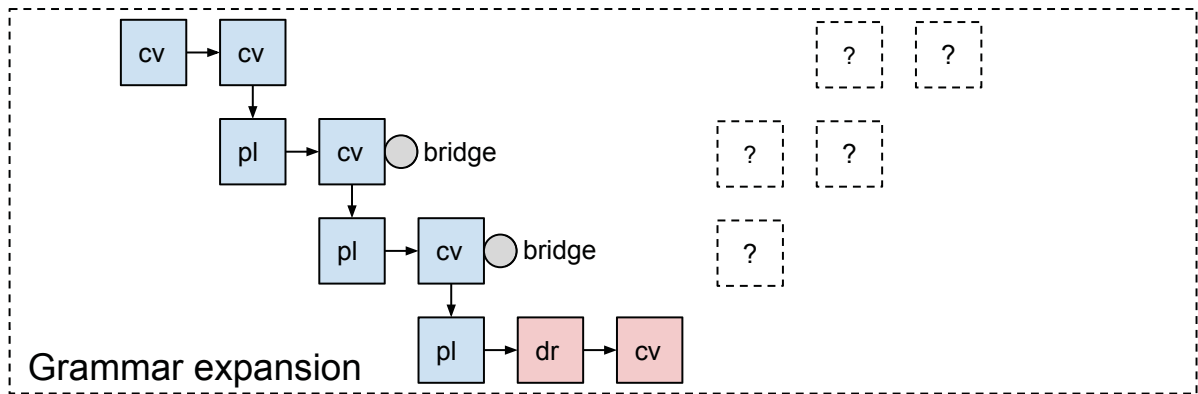 cv cv ? ?
pl cv bridge ? ?
pl cv bridge ?
pl dr cv
Grammar expansion